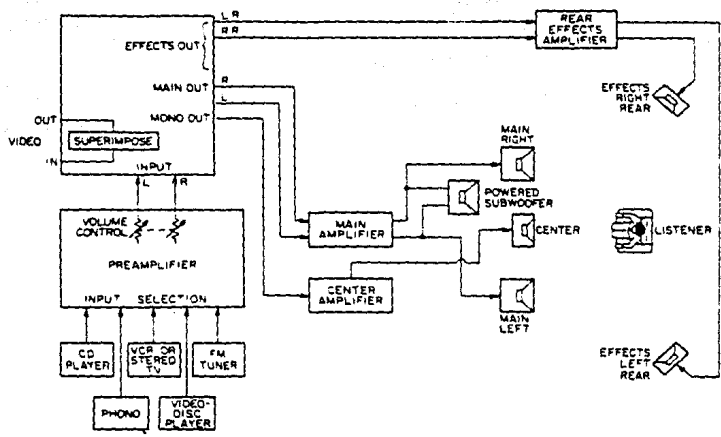 L R
R R
EFFECTS OUT
REAR
EFFECTS
AMPLIFIER
MAIN OUT
R
L
MONO OUT
EFFECTS
RIGHT
REAR
OUT
VIDEO
IN
SUPERIMPOSE
INPUT
L
R
MAIN
RIGHT
POWERED
SUBWOOFER
VOLUME
CONTROL
MAIN
AMPLIFIER
CENTER
LISTENER
PREAMPLIFIER
CENTER
AMPLIFIER
INPUT SELECTION
MAIN
LEFT
CD
PLAYER
VCR OR
STEREO
TV
FM
TUNER
EFFECTS
LEFT
REAR
PHONO
VIDEO-
DISC
PLAYER